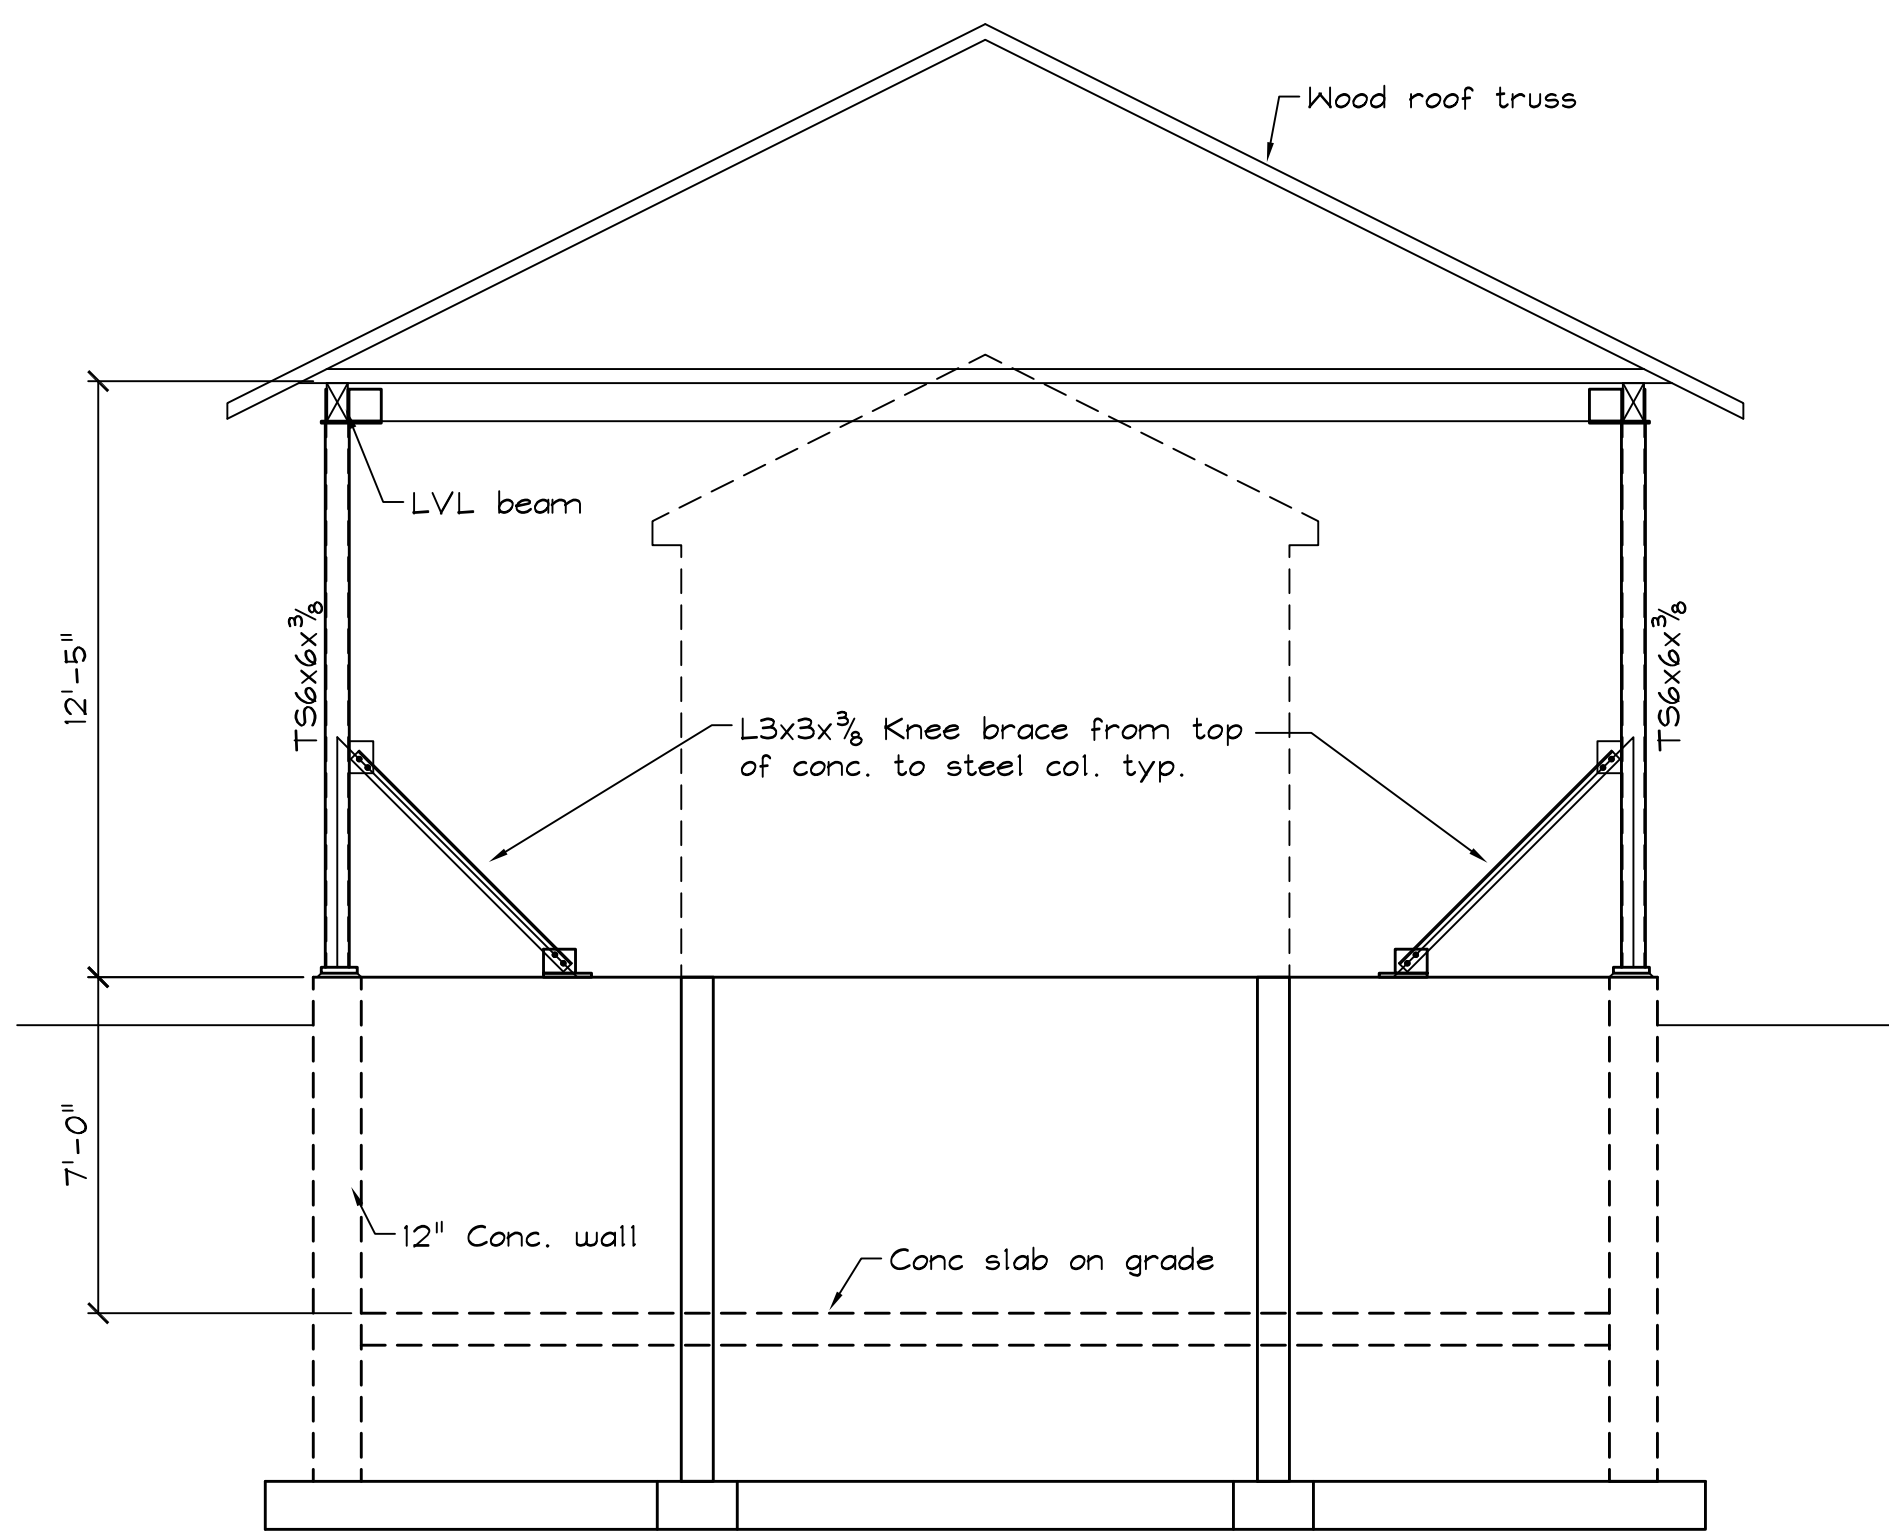 Wood roof truss
LVL beam
TS6x6x3/8
TS6x6x3/8
12'-5"
L3x3x3/8 Knee brace from top
of conc. to steel col. typ.
7'-0"
12" Conc. wall
Conc slab on grade